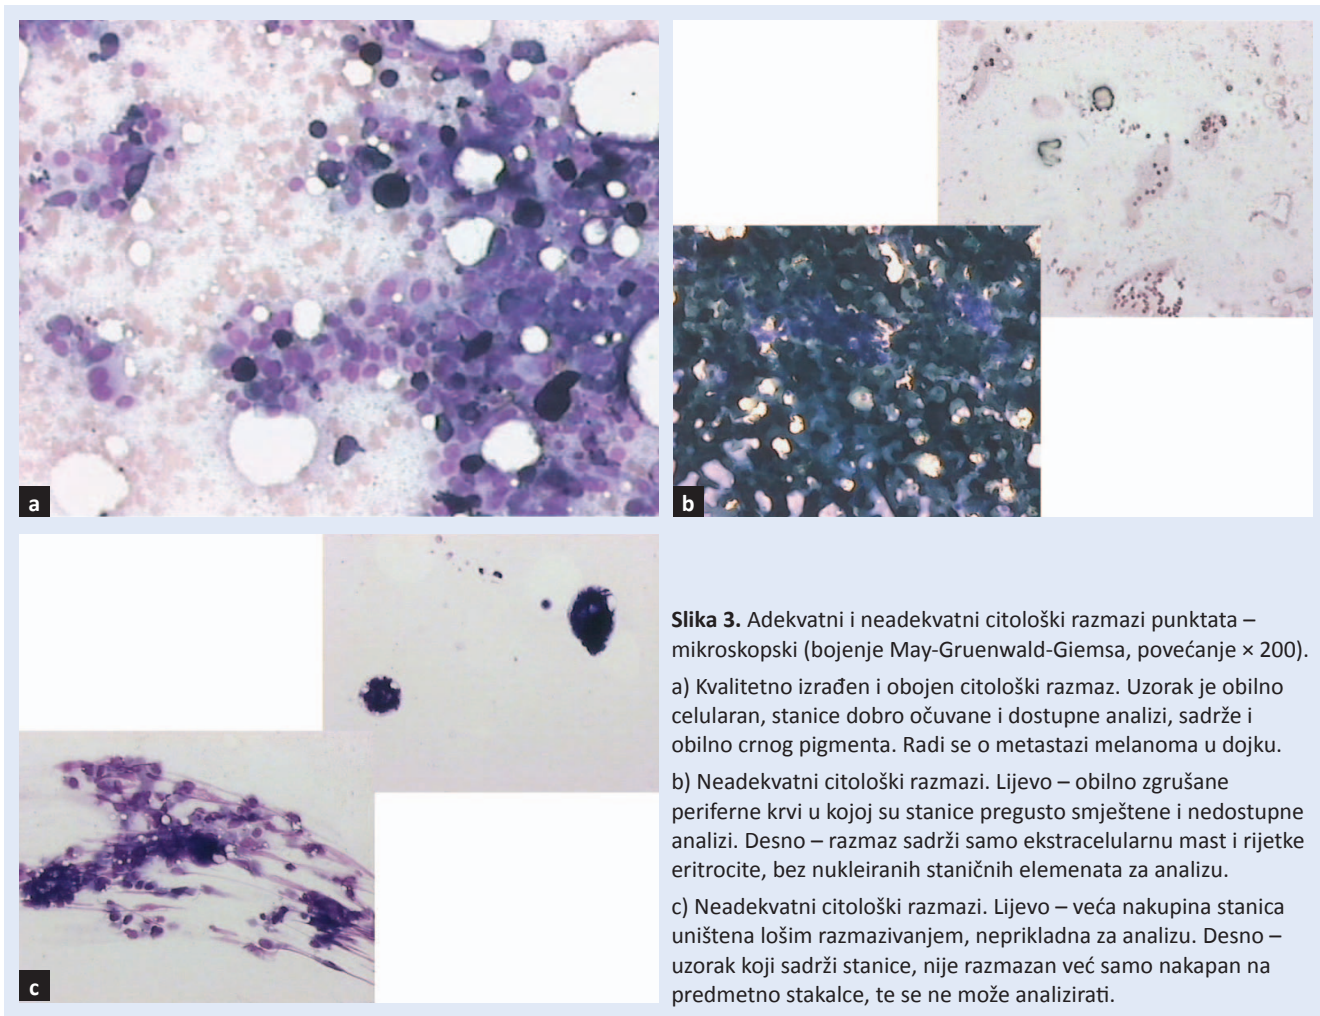 a
b
c
Slika 3. Adekvatni i neadekvatni citološki razmazi punktata –
mikroskopski (bojenje May-Gruenwald-Giemsa, povećanje × 200).
a) Kvalitetno izrađen i obojen citološki razmaz. Uzorak je obilno
celularan, stanice dobro očuvane i dostupne analizi, sadrže i
obilno crnog pigmenta. Radi se o metastazi melanoma u dojku.
b) Neadekvatni citološki razmazi. Lijevo – obilno zgrušane
periferne krvi u kojoj su stanice pregusto smještene i nedostupne
analizi. Desno – razmaz sadrži samo ekstracelularnu mast i rijetke
eritrocite, bez nukleiranih staničnih elemenata za analizu.
c) Neadekvatni citološki razmazi. Lijevo – veća nakupina stanica
uništena lošim razmazivanjem, neprikladna za analizu. Desno –
uzorak koji sadrži stanice, nije razmazan već samo nakapan na
predmetno stakalce, te se ne može analizirati.